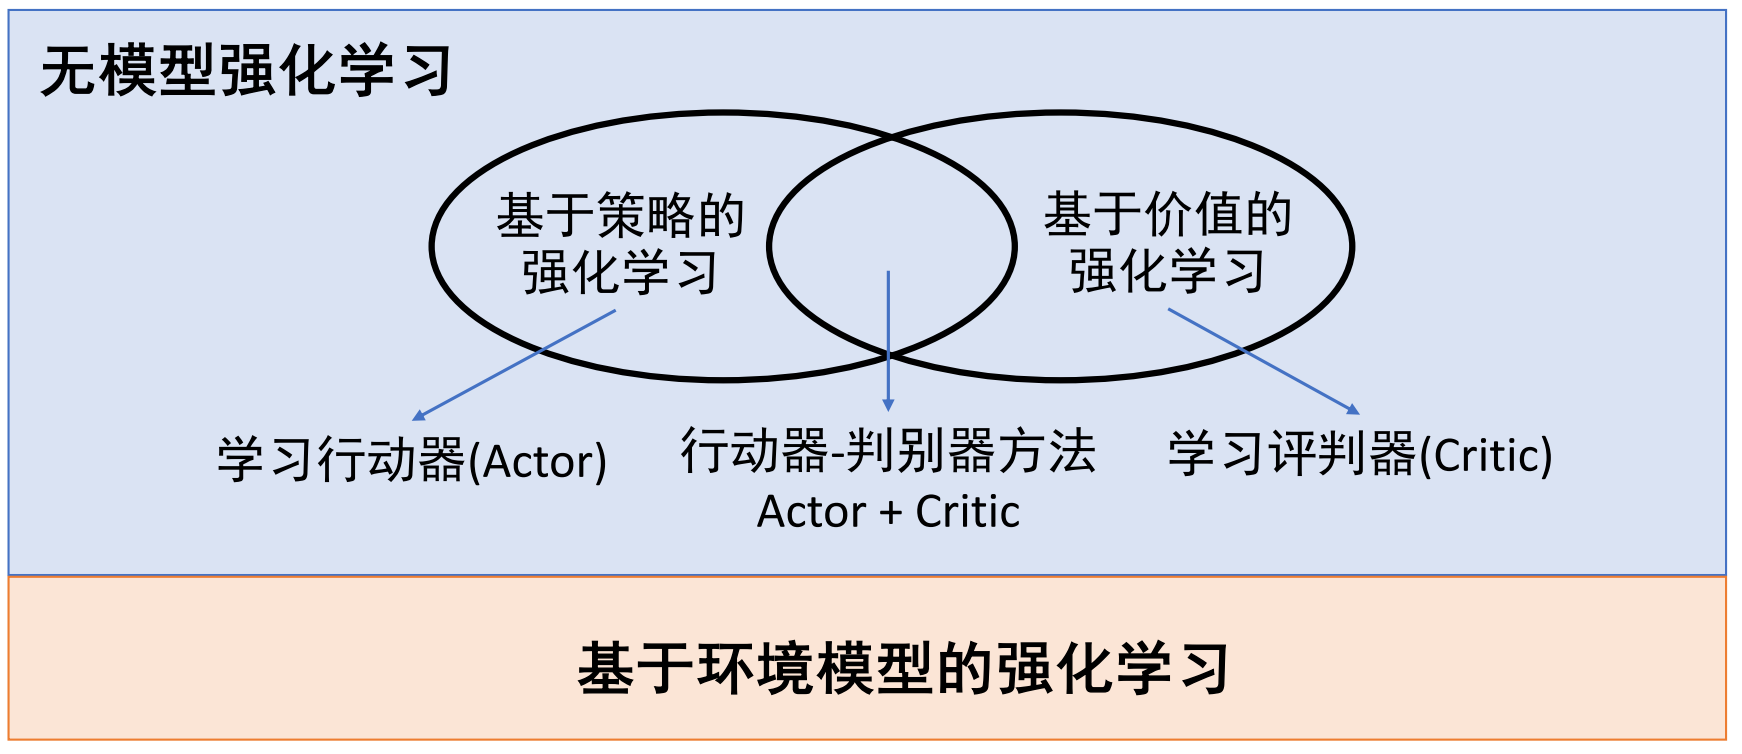 无模型强化学习
基于策略的
强化学习
基于价值的
强化学习
学习行动器(Actor)
行动器-判别器方法
Actor + Critic
学习评判器(Critic)
基于环境模型的强化学习